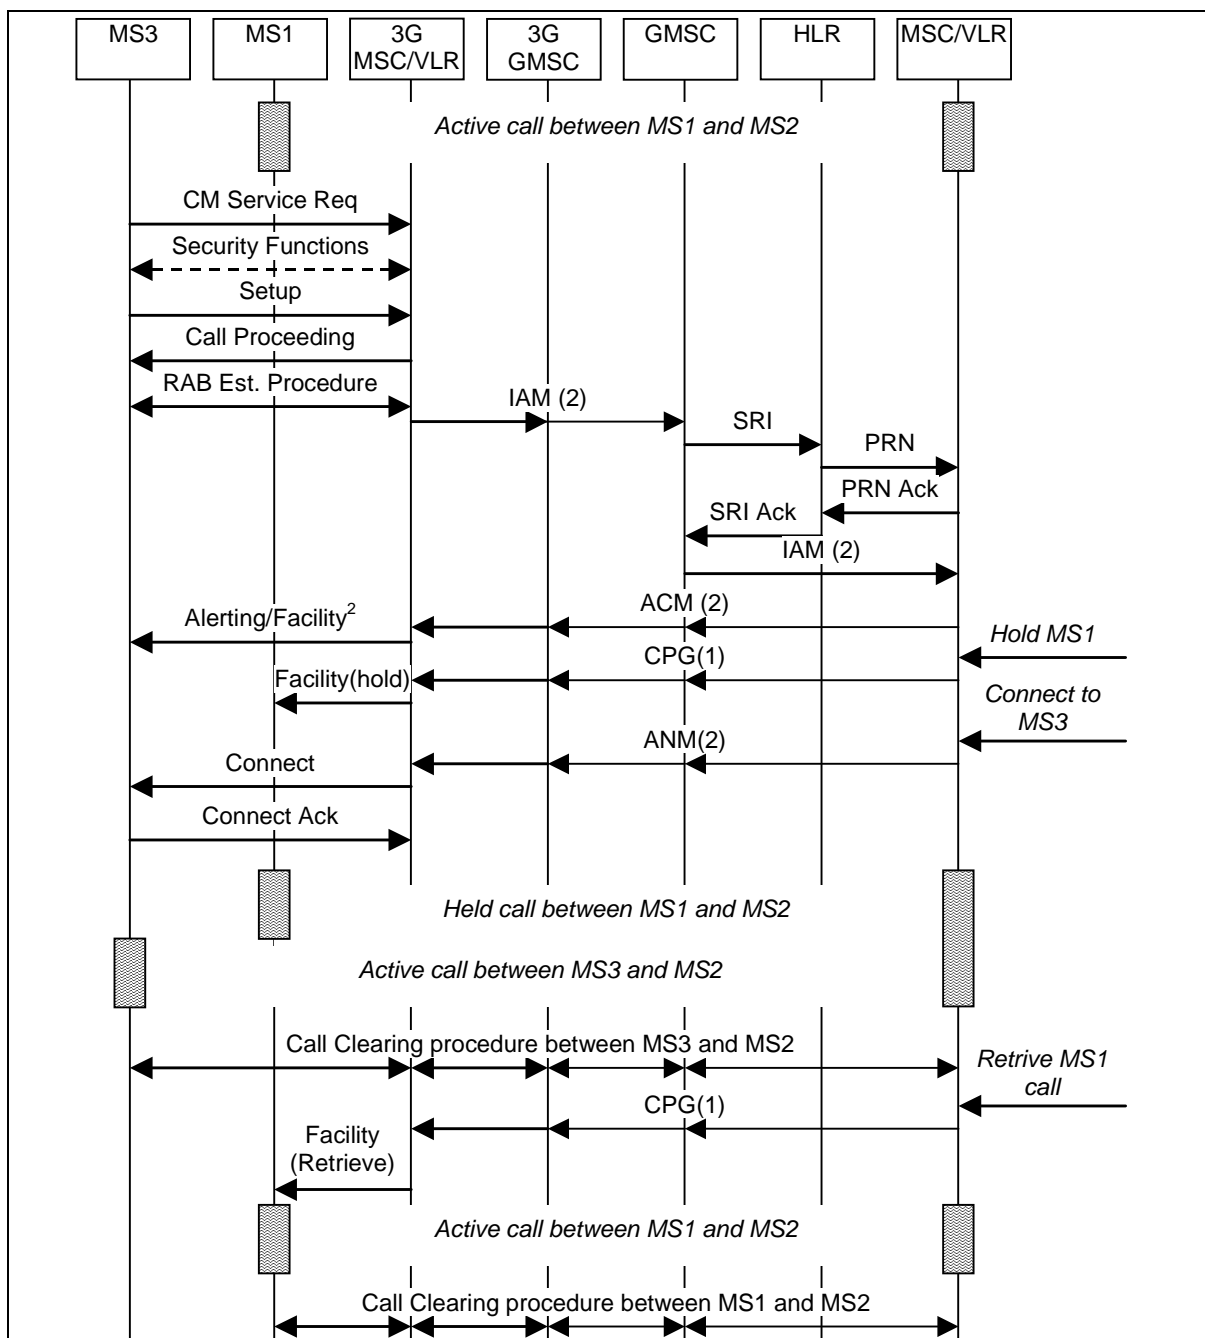 MS3
MS1
3G
MSC/VLR
3G
GMSC
GMSC
HLR
MSC/VLR
Active call between MS1 and MS2
CM Service Req
Security Functions
Setup
Call Proceeding
RAB Est. Procedure
IAM (2)
SRI
PRN
PRN Ack
SRI Ack
IAM (2)
ACM (2)
Alerting/Facility2
Hold MS1
CPG(1)
Facility(hold)
Connect to
MS3
ANM(2)
Connect
Connect Ack
Held call between MS1 and MS2
Active call between MS3 and MS2
Call Clearing procedure between MS3 and MS2
Retrive MS1
call
CPG(1)
Facility
(Retrieve)
Active call between MS1 and MS2
Call Clearing procedure between MS1 and MS2